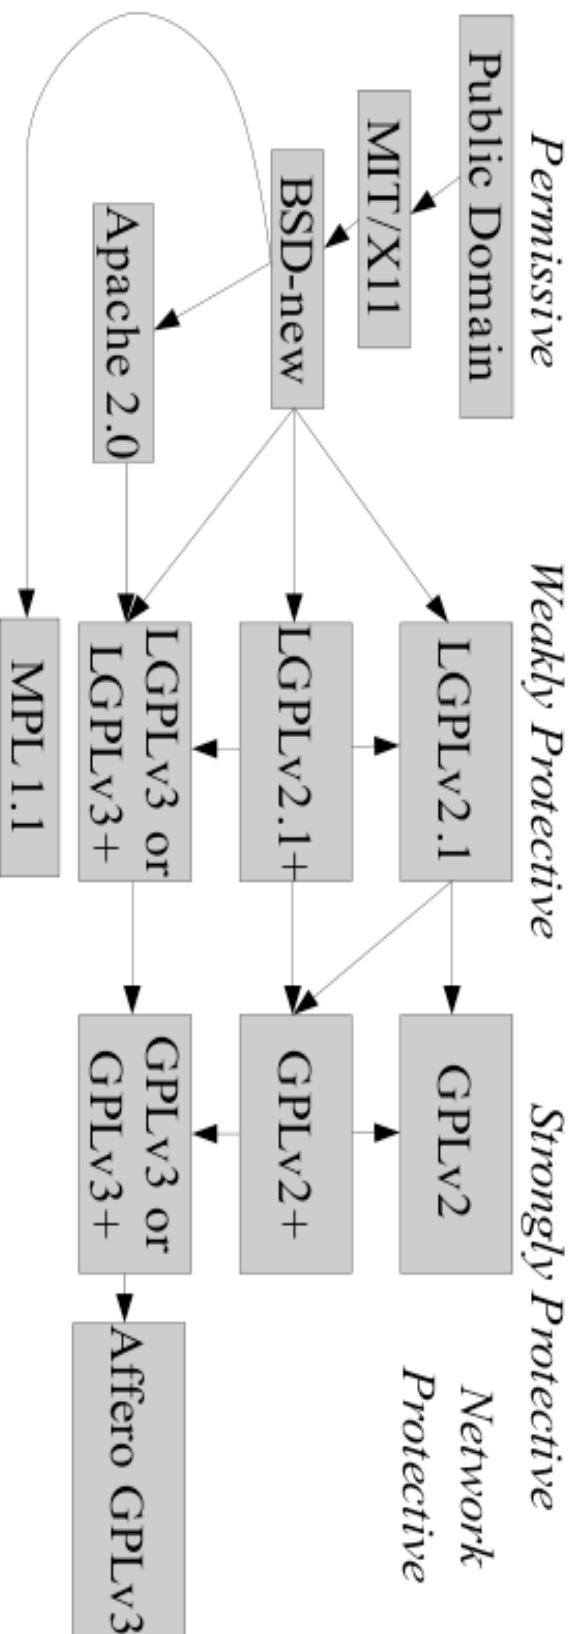 Permissive
Weakly Protective
Strongly Protective
Network
Protective
Public Domain
MIT/X11
BSD-new
Apache 2.0
LGPLv2.1
LGPLv2.1+
LGPLv3 or
LGPLv3+
MPL 1.1
GPLv2
GPLv2+
GPLv3 or
GPLv3+
Affero GPLv3